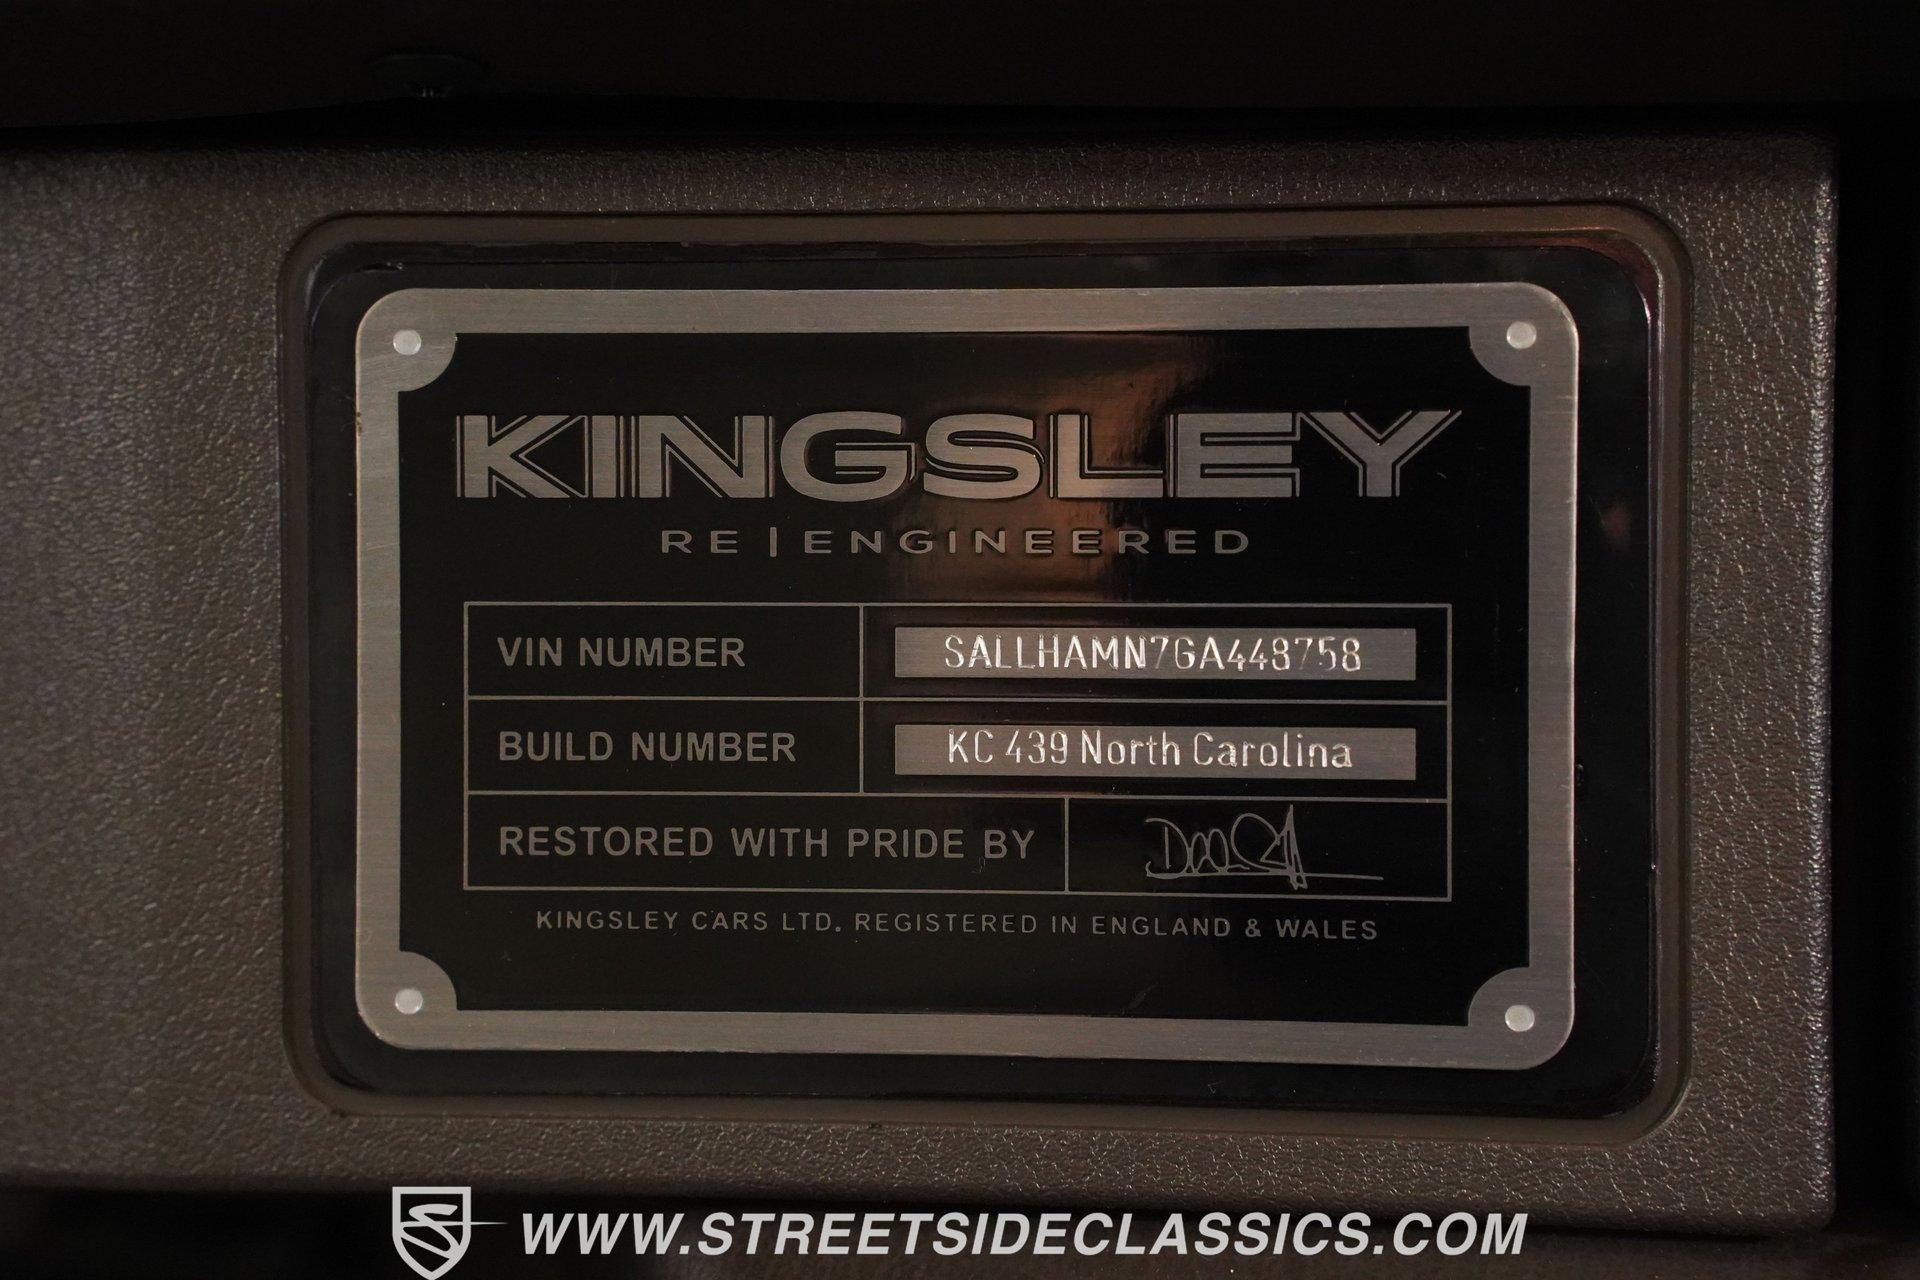 KINGSLEY
RE|ENGINEERED
VIN NUMBER SALLHAMN7GA448758
BUILD NUMBER KC 439 North Carolina
RESTORED WITH PRIDE BY
KINGSLEY CARS LTD. REGISTERED IN ENGLAND & WALES
WWW.STREETSIDECLASSICS.COM